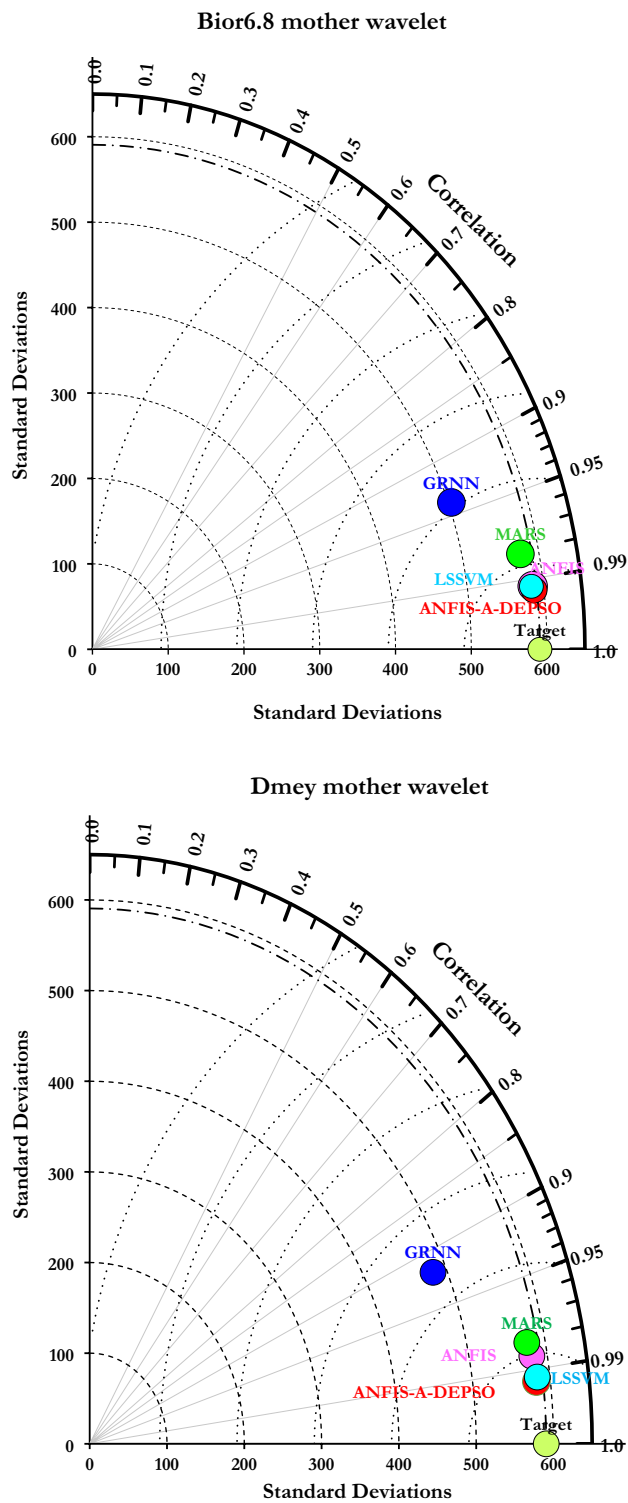 Bior6.8 mother wavelet
0.0
0.1
0.2
0.3
0.4
0.5
0.6
0.7
0.8
0.9
0.95
0.99
1.0
Correlation
600
500
400
300
200
100
0
Standard Deviations
GRNN
MARS
ANFIS
LSSVM
ANFIS-A-DEPSO
Target
0 100 200 300 400 500 600
Standard Deviations
Dmey mother wavelet
0.0
0.1
0.2
0.3
0.4
0.5
0.6
0.7
0.8
0.9
0.95
0.99
1.0
Correlation
600
500
400
300
200
100
0
Standard Deviations
GRNN
MARS
ANFIS
LSSVM
ANFIS-A-DEPSO
Target
0 100 200 300 400 500 600
Standard Deviations